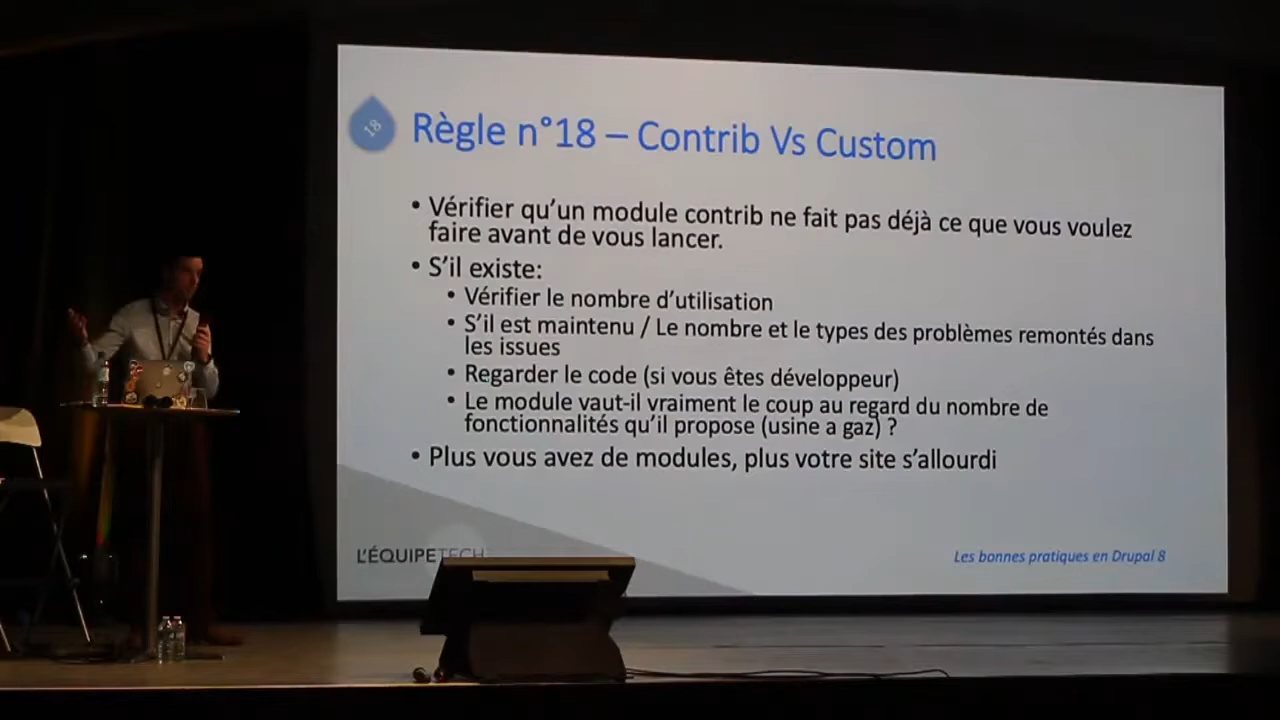 18
Règle n°18 – Contrib Vs Custom
• Vérifier qu’un module contrib ne fait pas déjà ce que vous voulez
faire avant de vous lancer.
• S’il existe:
• Vérifier le nombre d’utilisation
• S’il est maintenu / Le nombre et le types des problèmes remontés dans
les issues
• Regarder le code (si vous êtes développeur)
• Le module vaut-il vraiment le coup au regard du nombre de
fonctionnalités qu’il propose (usine a gaz) ?
• Plus vous avez de modules, plus votre site s’allourdi
L’ÉQUIPETECH
Les bonnes pratiques en Drupal 8